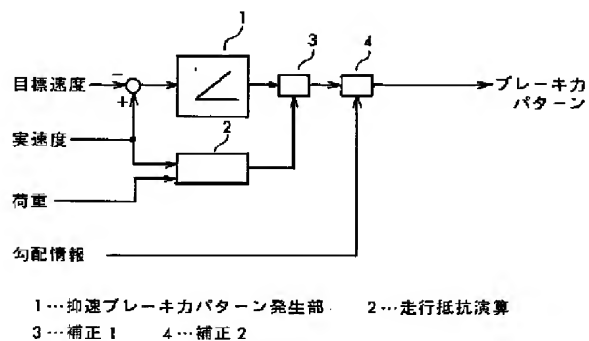 1
3
4
目標速度
−
+
ブレーキ力
パターン
実速度
2
荷重
勾配情報
1…抑速ブレーキ力パターン発生部 2…走行抵抗演算
3…補正1 4…補正2